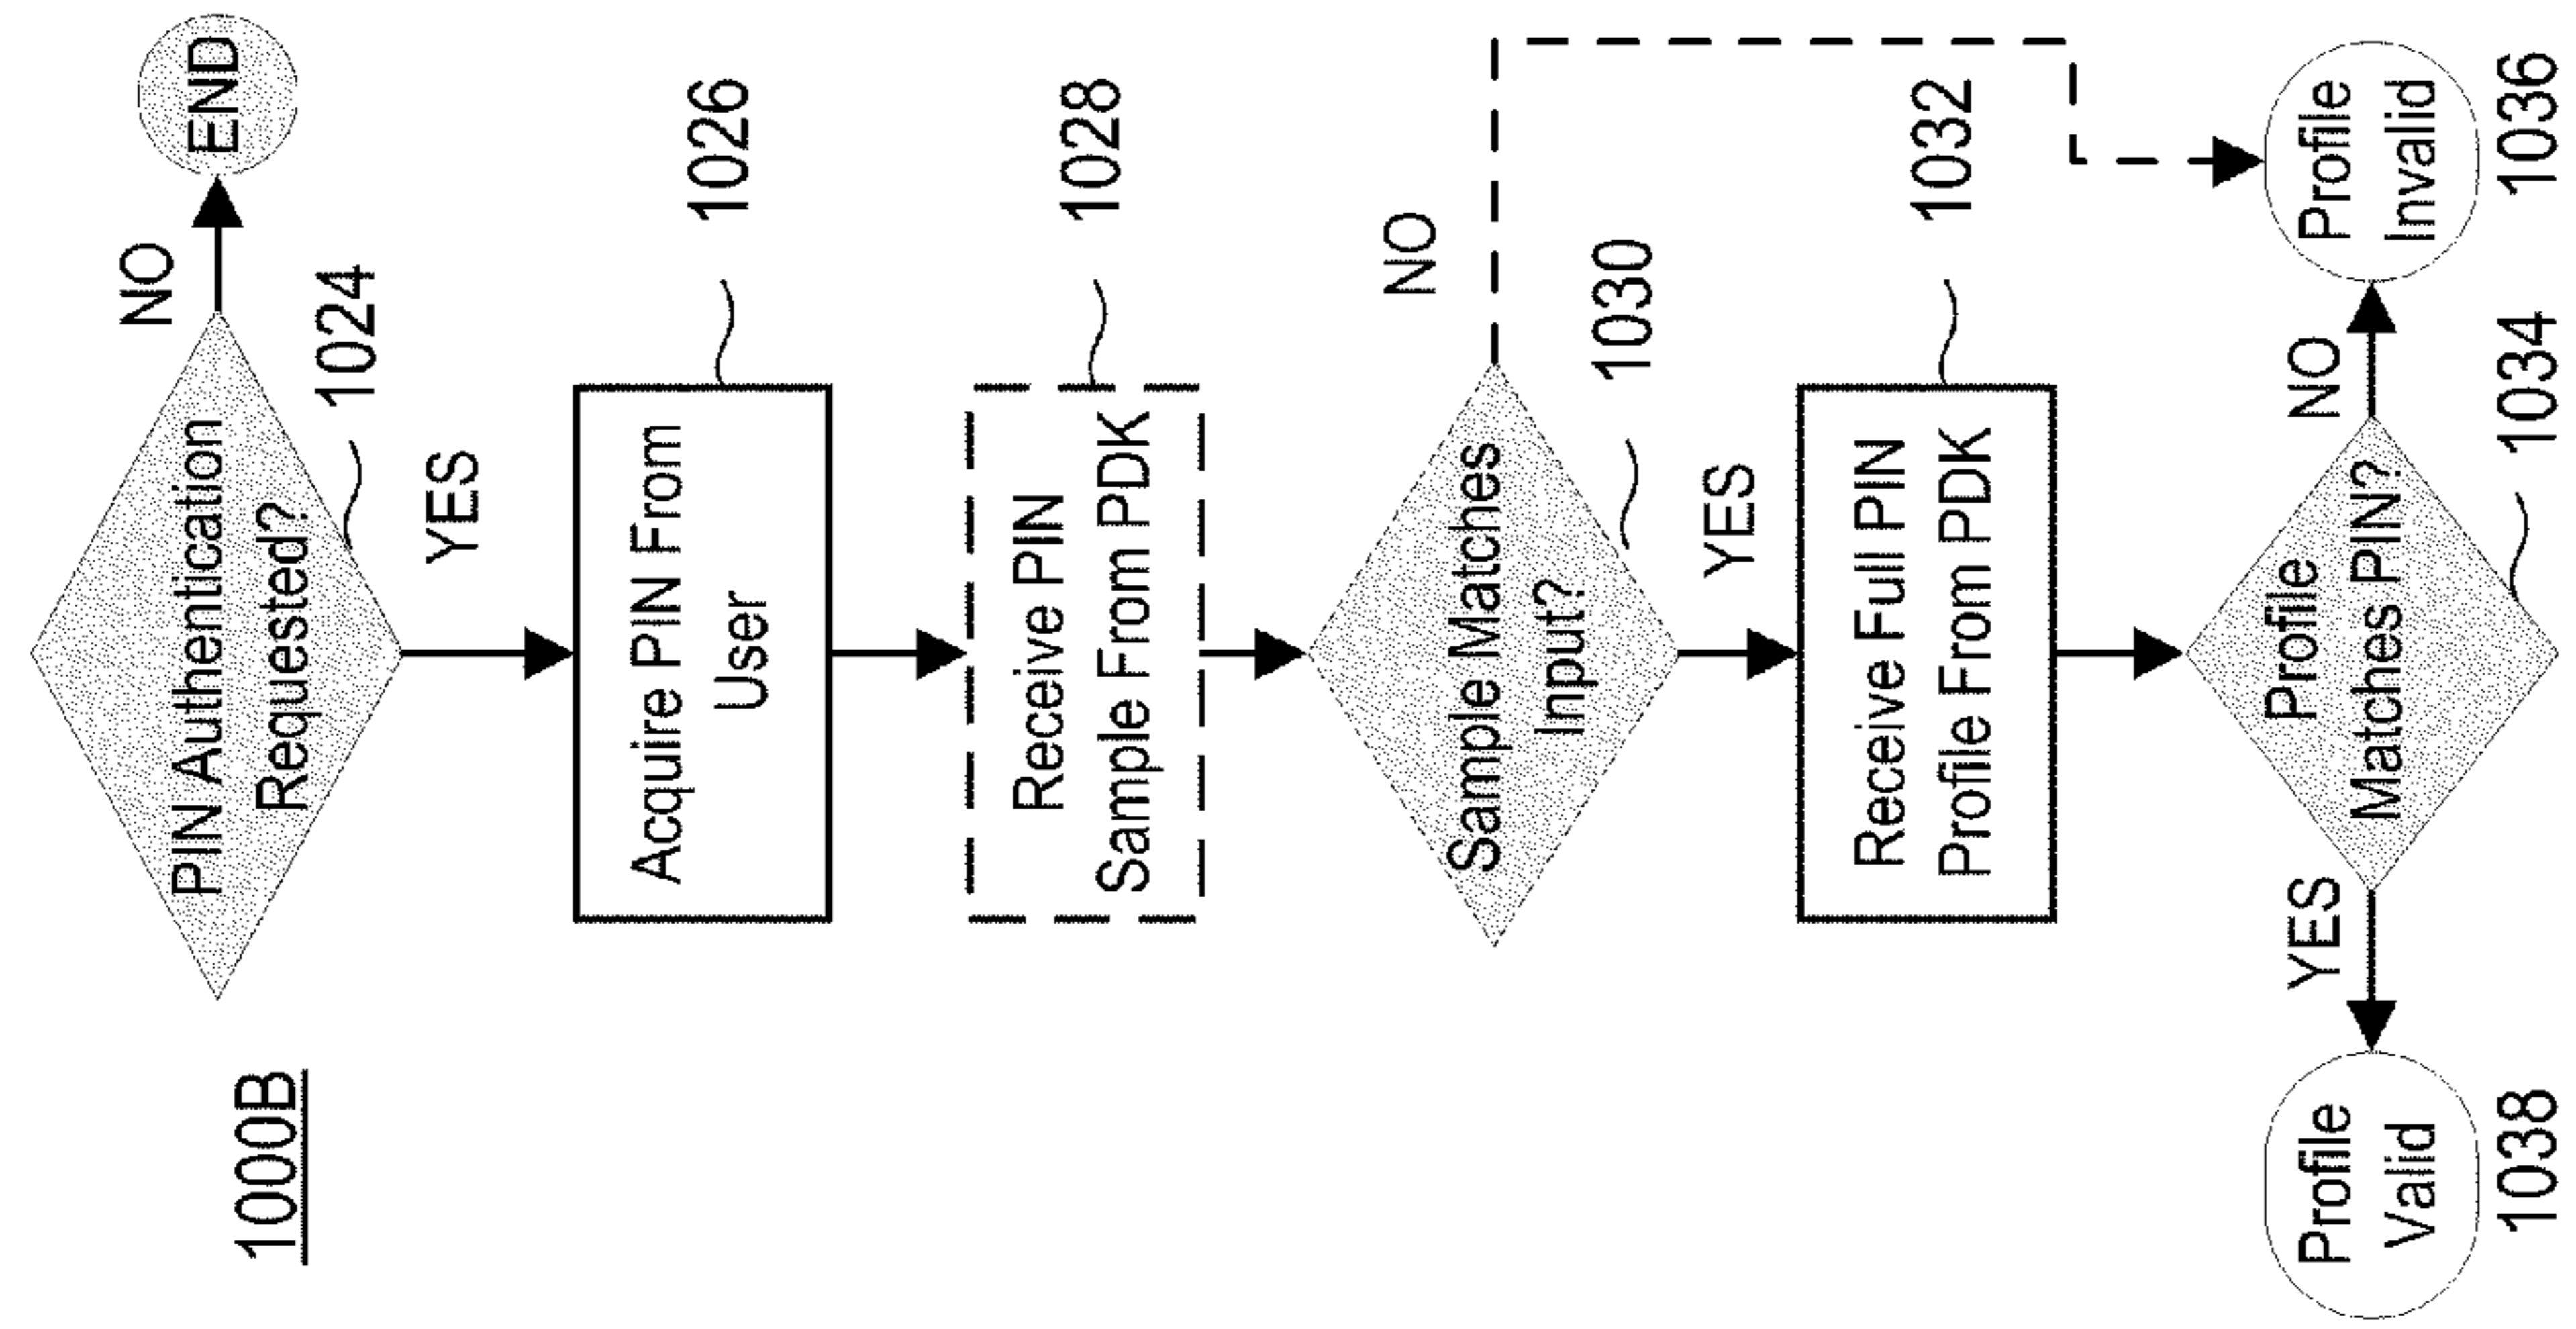 1000B
PIN Authentication
Requested?
1024
NO
END
YES
Acquire PIN From
User
1026
Receive PIN
Sample From PDK
1028
Sample Matches
Input?
1030
NO
YES
Receive Full PIN
Profile From PDK
1032
Profile
Matches PIN?
1034
YES
NO
Profile
Valid
1038
Profile
Invalid
1036